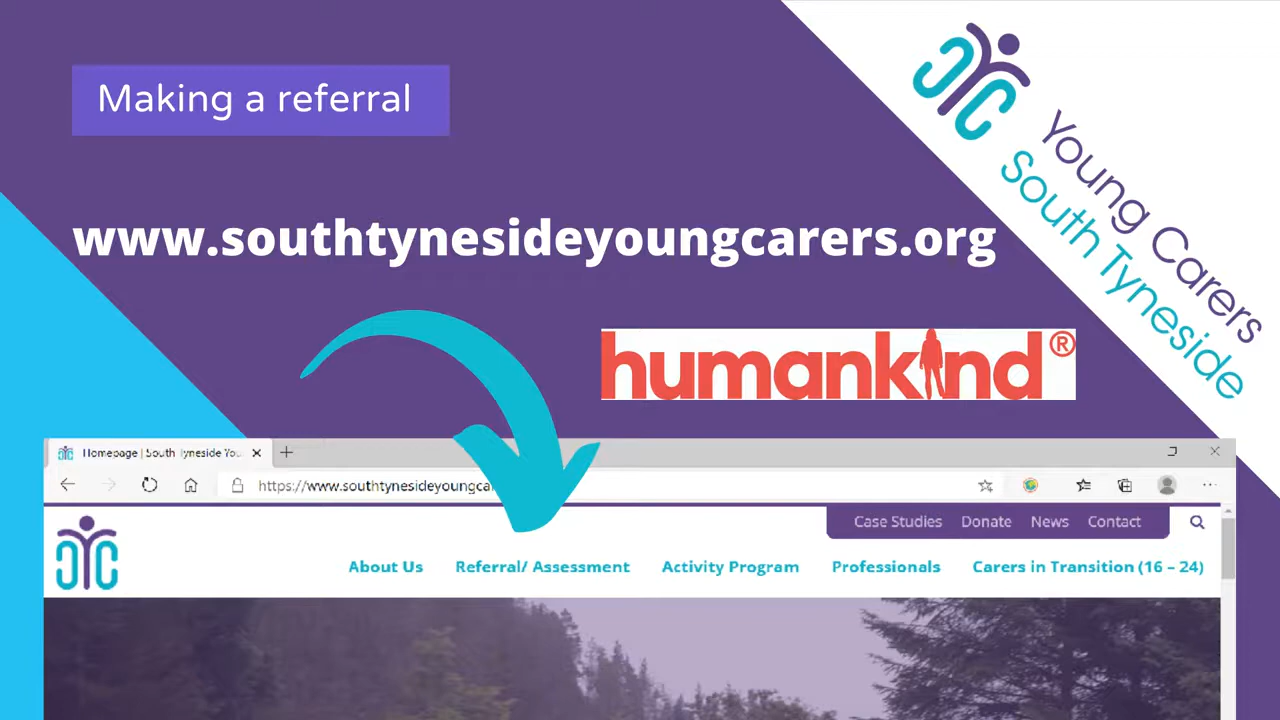 Making a referral
Young Carers
South Tyneside
www.southtynesideyoungcarers.org
humankind®
Homepage | South Tyneside You
https://www.southtynesideyoungca
Case Studies Donate News Contact
About Us Referral/ Assessment Activity Program Professionals Carers in Transition (16 – 24)